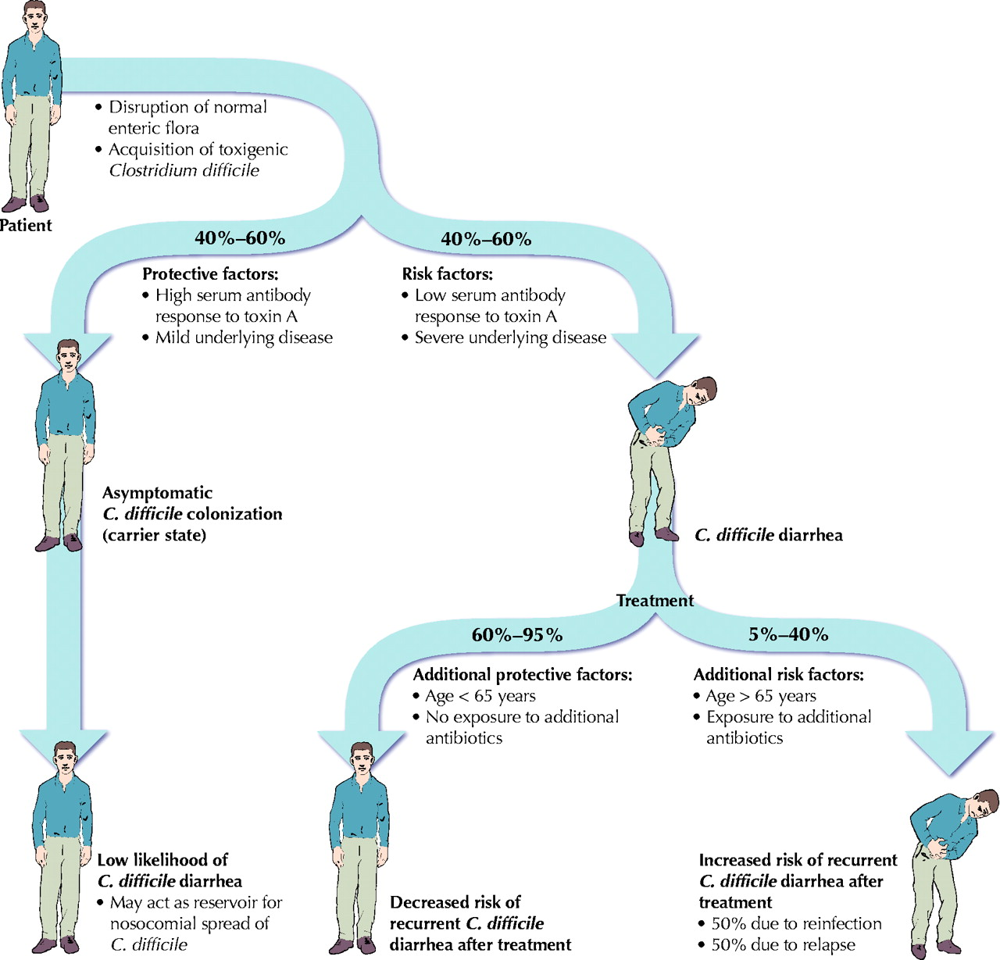 • Disruption of normal
enteric flora
• Acquisition of toxigenic
Clostridium difficile
Patient
40%–60%
40%–60%
Protective factors:
• High serum antibody
response to toxin A
• Mild underlying disease
Risk factors:
• Low serum antibody
response to toxin A
• Severe underlying disease
Asymptomatic
C. difficile colonization
(carrier state)
C. difficile diarrhea
Treatment
60%–95%
5%–40%
Additional protective factors:
• Age < 65 years
• No exposure to additional
antibiotics
Additional risk factors:
• Age > 65 years
• Exposure to additional
antibiotics
Low likelihood of
C. difficile diarrhea
• May act as reservoir for
nosocomial spread of
C. difficile
Decreased risk of
recurrent C. difficile
diarrhea after treatment
Increased risk of recurrent
C. difficile diarrhea after
treatment
• 50% due to reinfection
• 50% due to relapse